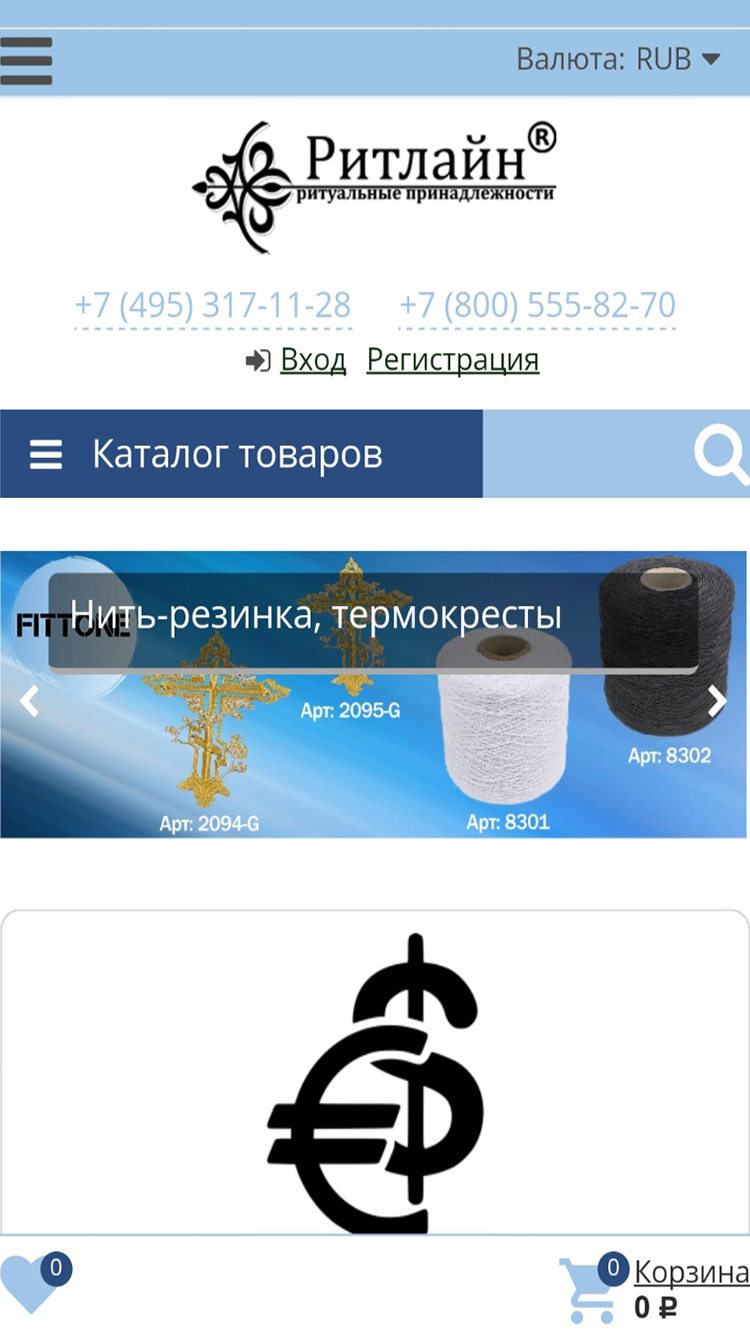 Валюта: RUB
Ритлайн®
ритуальные принадлежности
+7 (495) 317-11-28 +7 (800) 555-82-70
Вход Регистрация
Каталог товаров
FITTONE
Нить-резинка, термокресты
Арт: 2095-G
Арт: 8302
Арт: 2094-G
Арт: 8301
0
0 Корзина
0 ₽